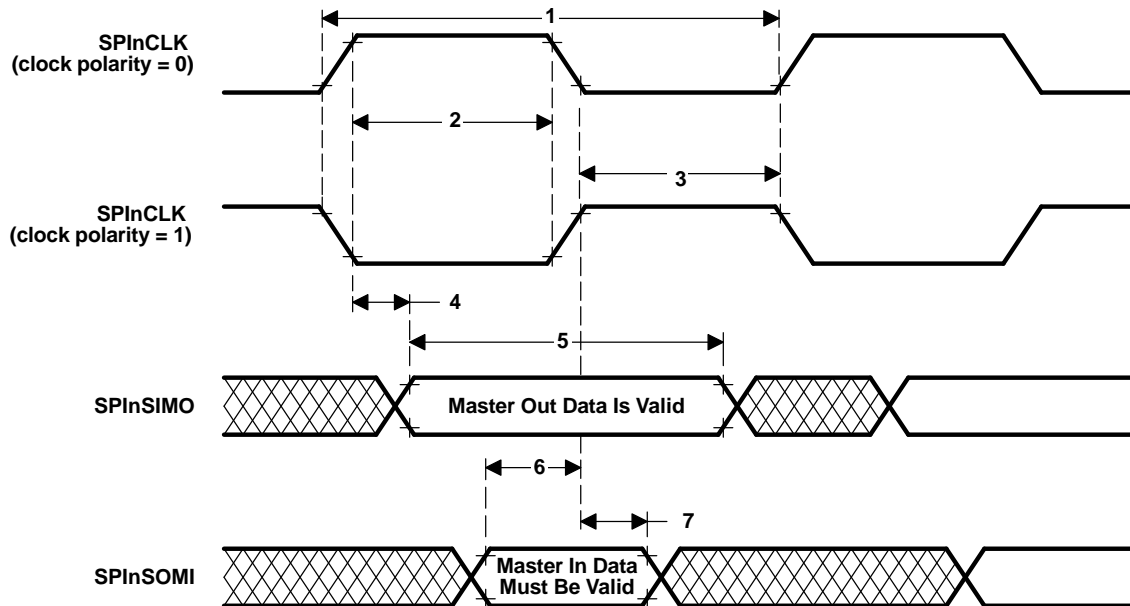 1
SPInCLK
(clock polarity = 0)
2
3
SPInCLK
(clock polarity = 1)
4
5
SPInSIMO
Master Out Data Is Valid
6
7
SPInSOMI
Master In Data
Must Be Valid